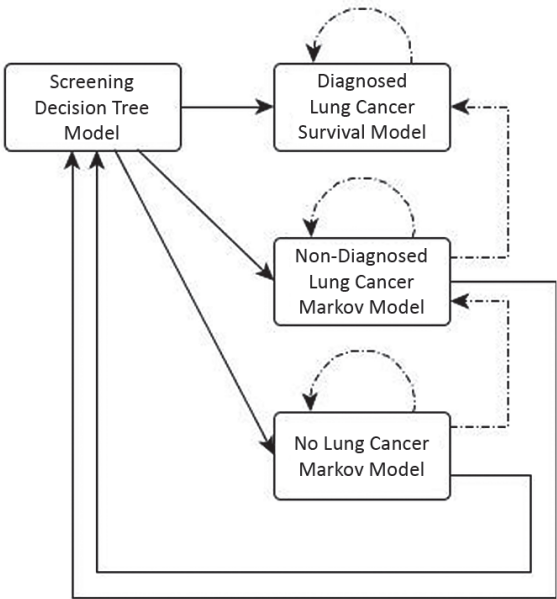 Screening
Decision Tree
Model
Diagnosed
Lung Cancer
Survival Model
Non-Diagnosed
Lung Cancer
Markov Model
No Lung Cancer
Markov Model